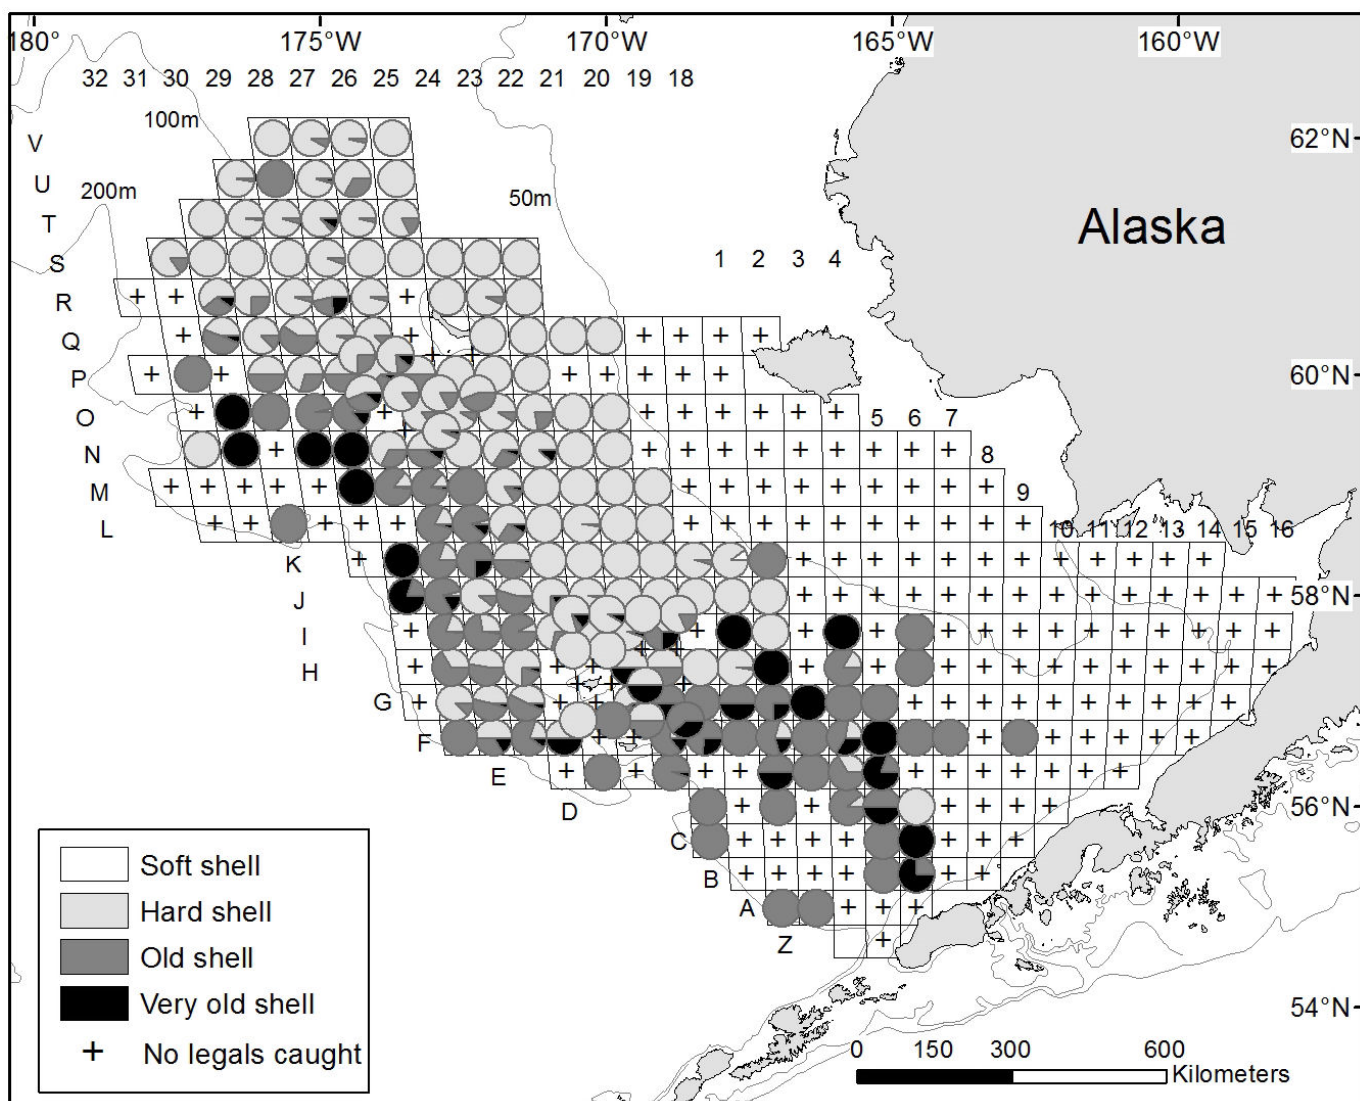 180° 175°W 170°W 165°W 160°W
32 31 30 29 28 27 26 25 24 23 22 21 20 19 18
100m
V
62°N
U
200m
50m
T
Alaska
S
1 2 3 4
R
Q
P
60°N
O
5 6 7
N
8
M
9
L
10 11 12 13 14 15 16
K
J
58°N
I
H
G
F
E
D
56°N
C
B
A
Z
Soft shell
Hard shell
Old shell
Very old shell
+ No legals caught
54°N
0 150 300 600
Kilometers